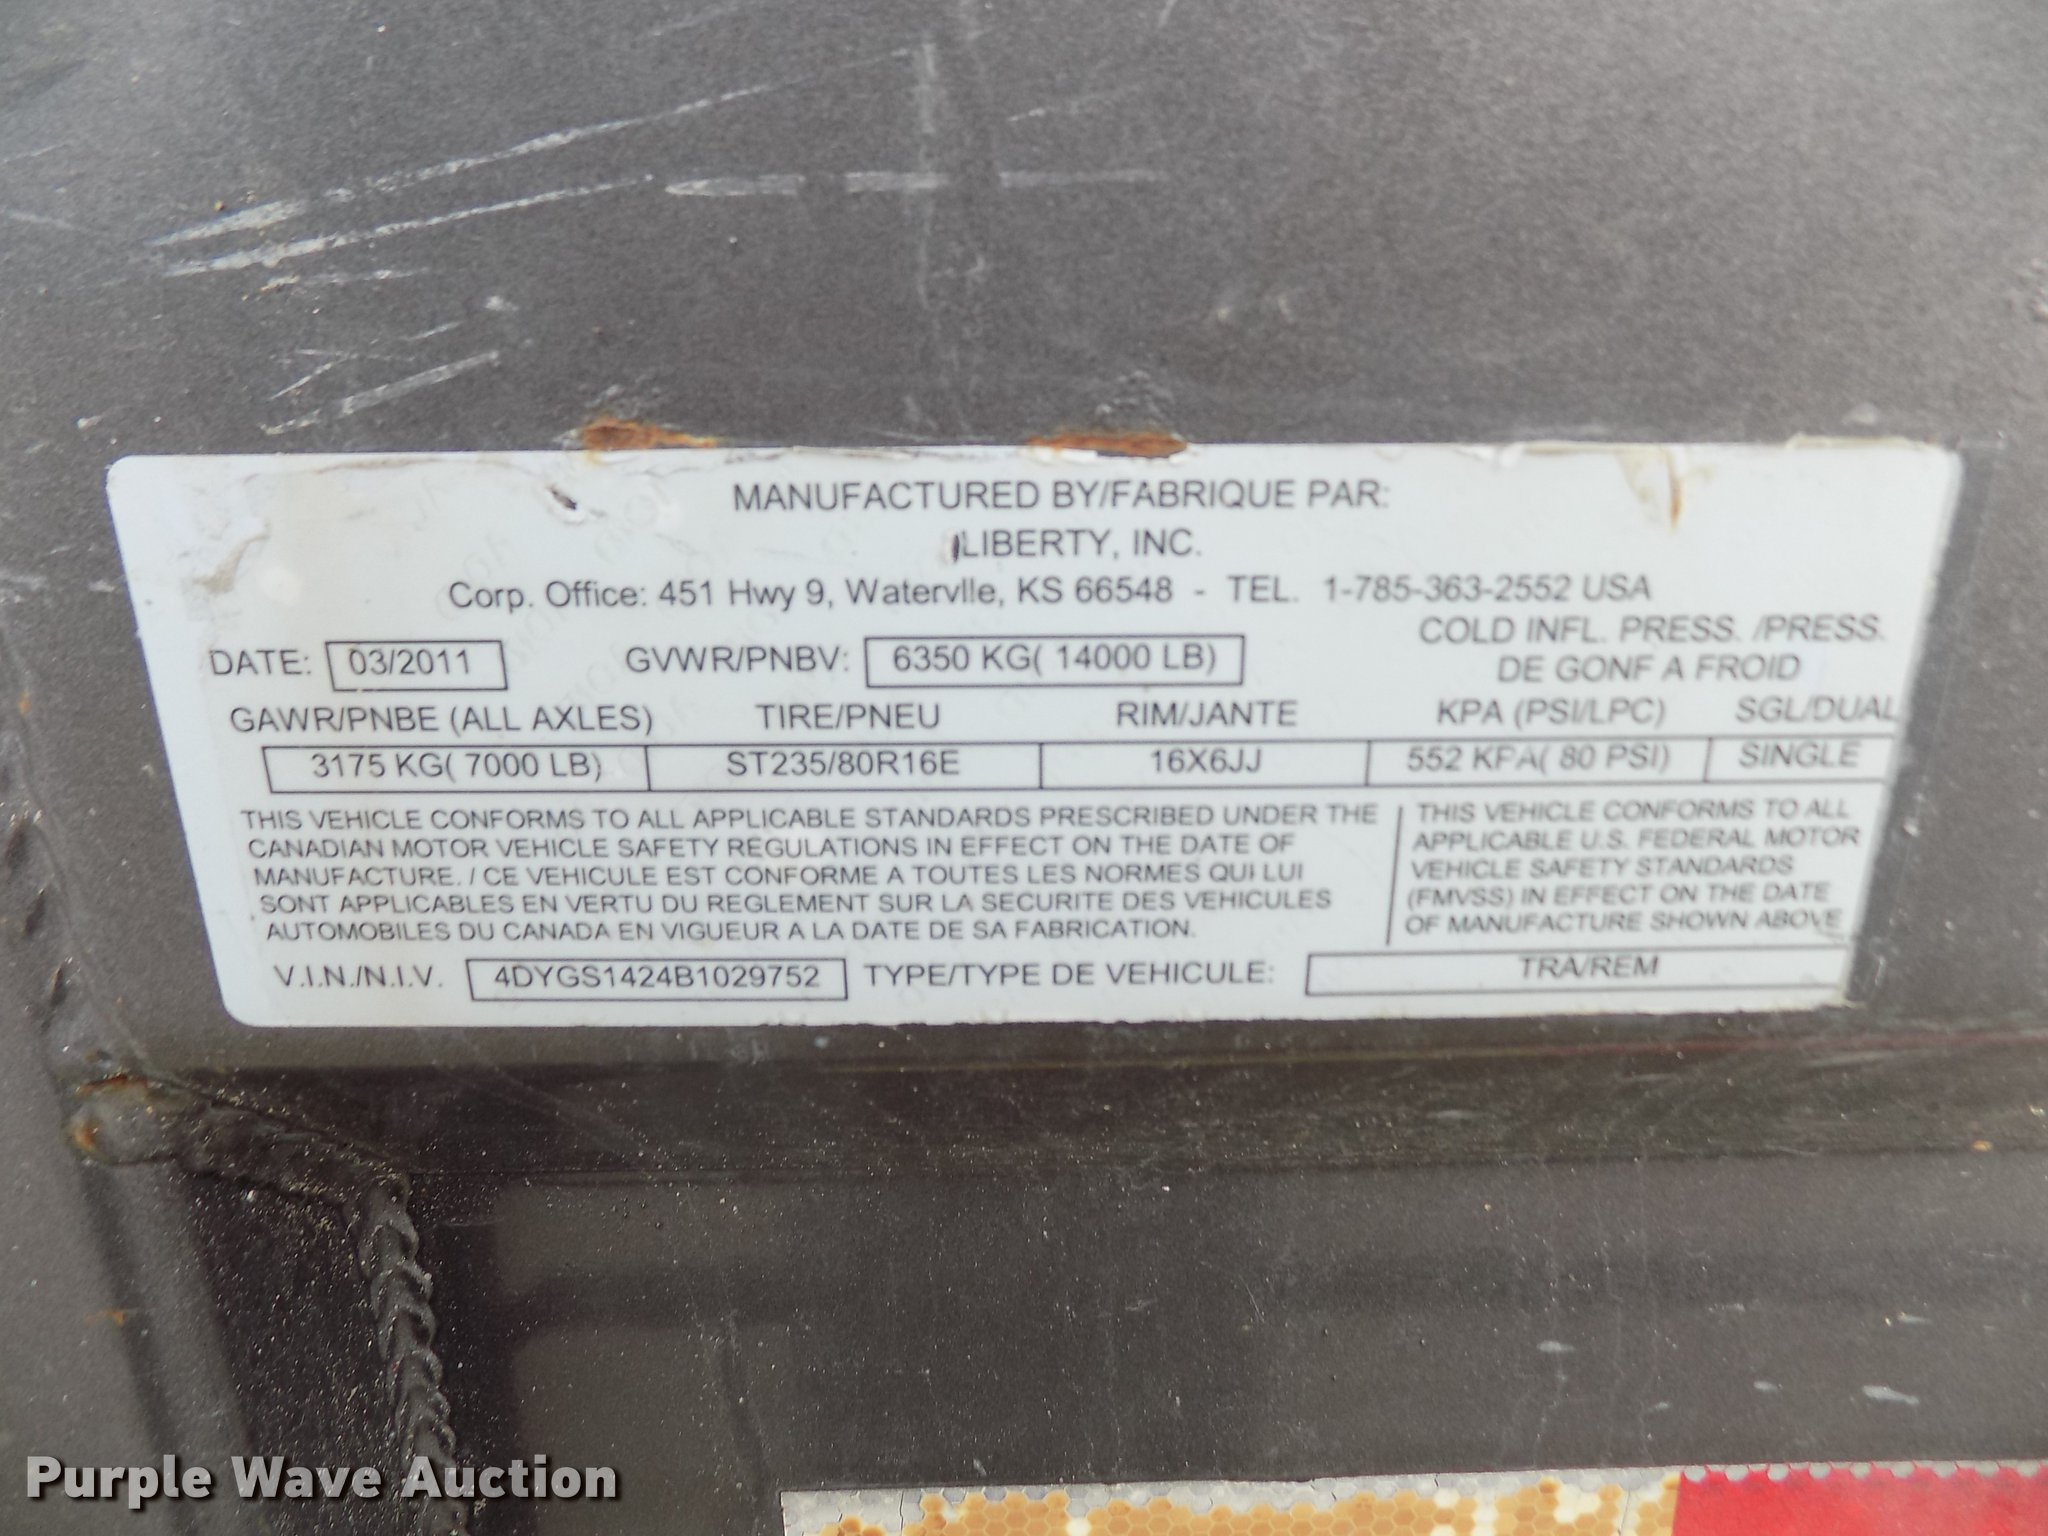 MANUFACTURED BY/FABRIQUE PAR:
LIBERTY, INC.
Corp. Office: 451 Hwy 9, Watervlle, KS 66548 - TEL. 1-785-363-2552 USA
COLD INFL. PRESS. /PRESS.
DE GONF A FROID
DATE: 03/2011 GVWR/PNBV: 6350 KG( 14000 LB)
GAWR/PNBE (ALL AXLES) TIRE/PNEU RIM/JANTE KPA (PSI/LPC) SGL/DUAL
3175 KG( 7000 LB) ST235/80R16E 16X6JJ 552 KPA( 80 PSI) SINGLE
THIS VEHICLE CONFORMS TO ALL APPLICABLE STANDARDS PRESCRIBED UNDER THE
CANADIAN MOTOR VEHICLE SAFETY REGULATIONS IN EFFECT ON THE DATE OF
MANUFACTURE. / CE VEHICULE EST CONFORME A TOUTES LES NORMES QUI LUI
SONT APPLICABLES EN VERTU DU REGLEMENT SUR LA SECURITE DES VEHICULES
AUTOMOBILES DU CANADA EN VIGUEUR A LA DATE DE SA FABRICATION.
THIS VEHICLE CONFORMS TO ALL
APPLICABLE U.S. FEDERAL MOTOR
VEHICLE SAFETY STANDARDS
(FMVSS) IN EFFECT ON THE DATE
OF MANUFACTURE SHOWN ABOVE
V.I.N./N.I.V. 4DYGS1424B1029752 TYPE/TYPE DE VEHICULE: TRA/REM
Purple Wave Auction